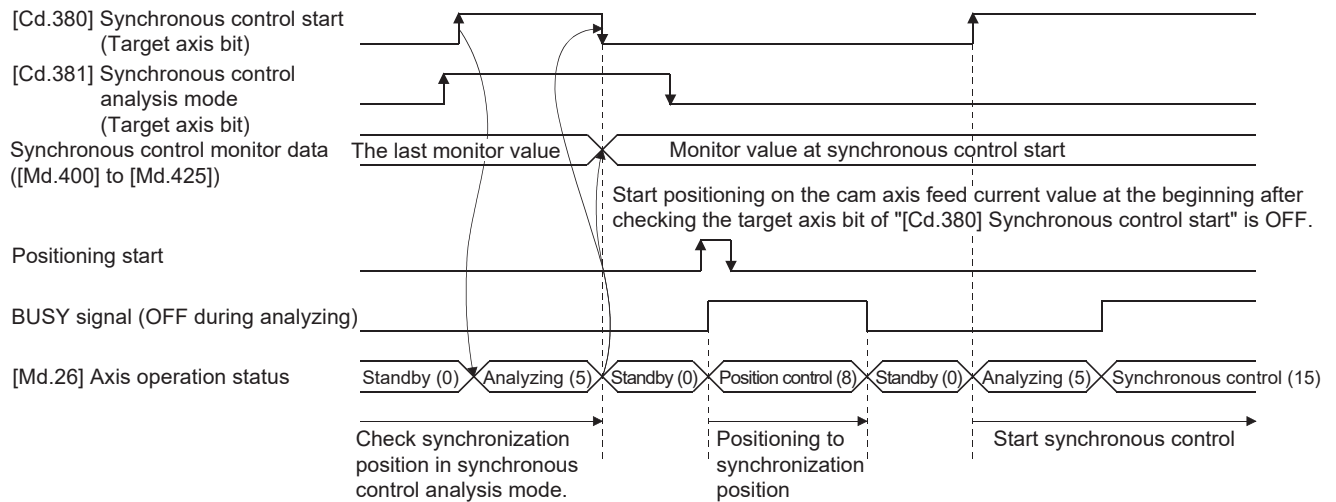 [Cd.380] Synchronous control start
(Target axis bit)
[Cd.381] Synchronous control
analysis mode
(Target axis bit)
Synchronous control monitor data
([Md.400] to [Md.425])
The last monitor value
Monitor value at synchronous control start
Start positioning on the cam axis feed current value at the beginning after
checking the target axis bit of "[Cd.380] Synchronous control start" is OFF.
Positioning start
BUSY signal (OFF during analyzing)
[Md.26] Axis operation status
Standby (0)
Analyzing (5)
Standby (0)
Position control (8)
Standby (0)
Analyzing (5)
Synchronous control (15)
Check synchronization
position in synchronous
control analysis mode.
Positioning to
synchronization
position
Start synchronous control